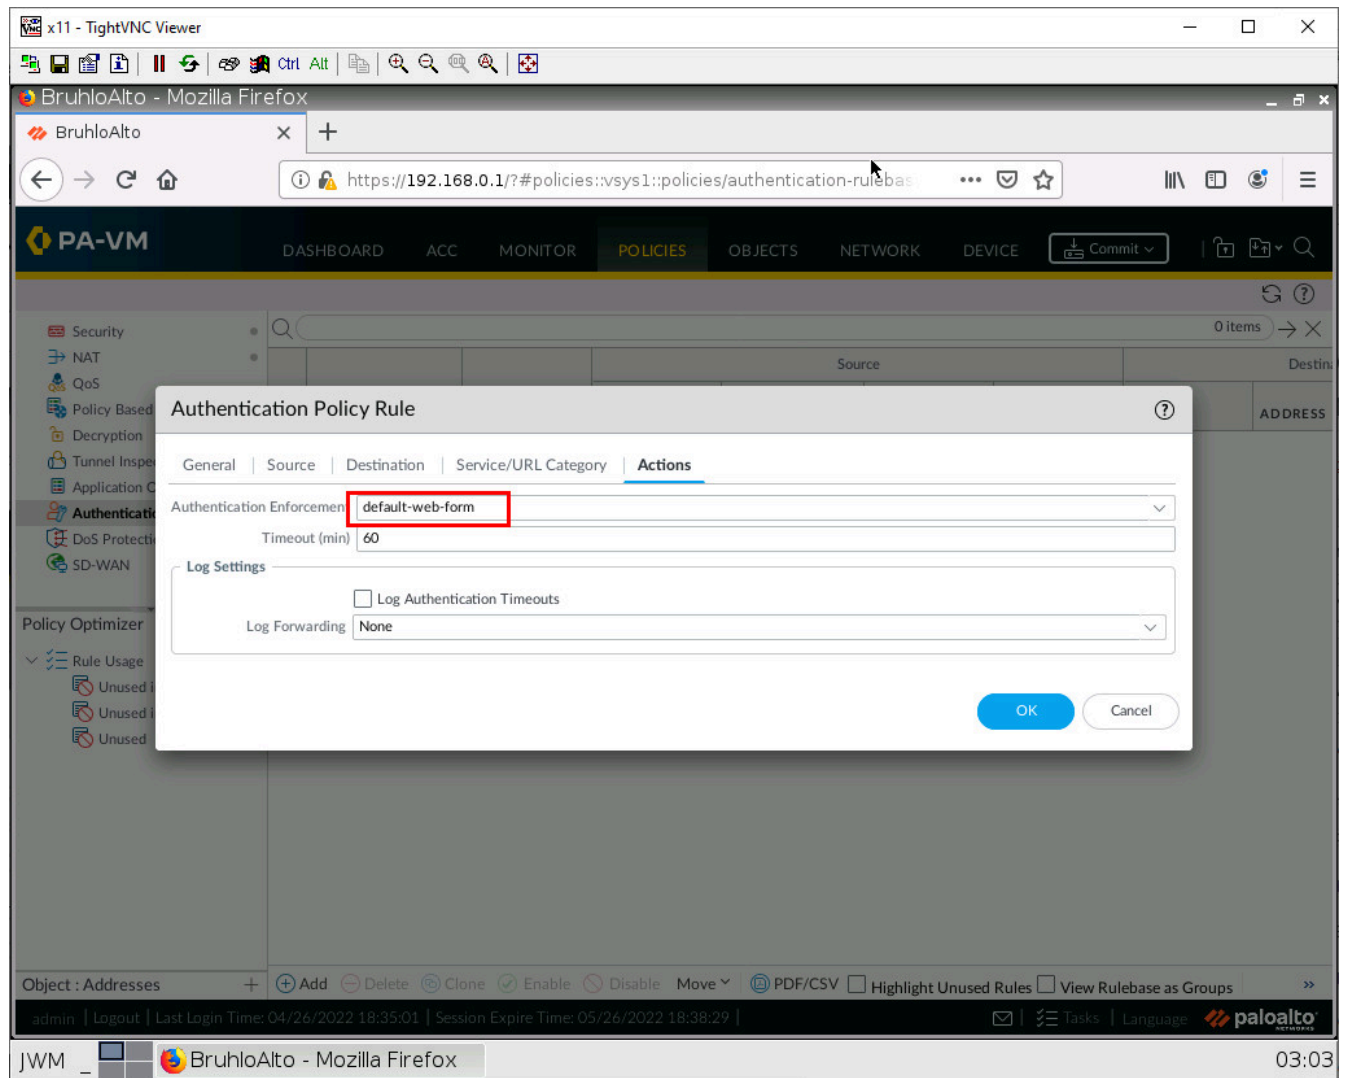 x11 - TightVNC Viewer
Ctrl Alt
BruhloAlto - Mozilla Firefox
BruhloAlto
https://192.168.0.1/?#policies::vsys1::policies/authentication-rulebas
PA-VM
DASHBOARD ACC MONITOR POLICIES OBJECTS NETWORK DEVICE Commit
Security
0 items
NAT
Source
Destina
QoS
Policy Based
Authentication Policy Rule
ADDRESS
Decryption
Tunnel Inspe
General Source Destination Service/URL Category Actions
Application C
Authentication Enforcemen default-web-form
Authenticatio
DoS Protecti
Timeout (min) 60
SD-WAN
Log Settings
Log Authentication Timeouts
Policy Optimizer
Log Forwarding None
Rule Usage
Unused i
Unused i
OK Cancel
Unused
Object : Addresses
Add Delete Clone Enable Disable Move PDF/CSV Highlight Unused Rules View Rulebase as Groups
admin | Logout | Last Login Time: 04/26/2022 18:35:01 | Session Expire Time: 05/26/2022 18:38:29 |
Tasks | Language paloalto
NETWORKS
JWM _ BruhloAlto - Mozilla Firefox 03:03